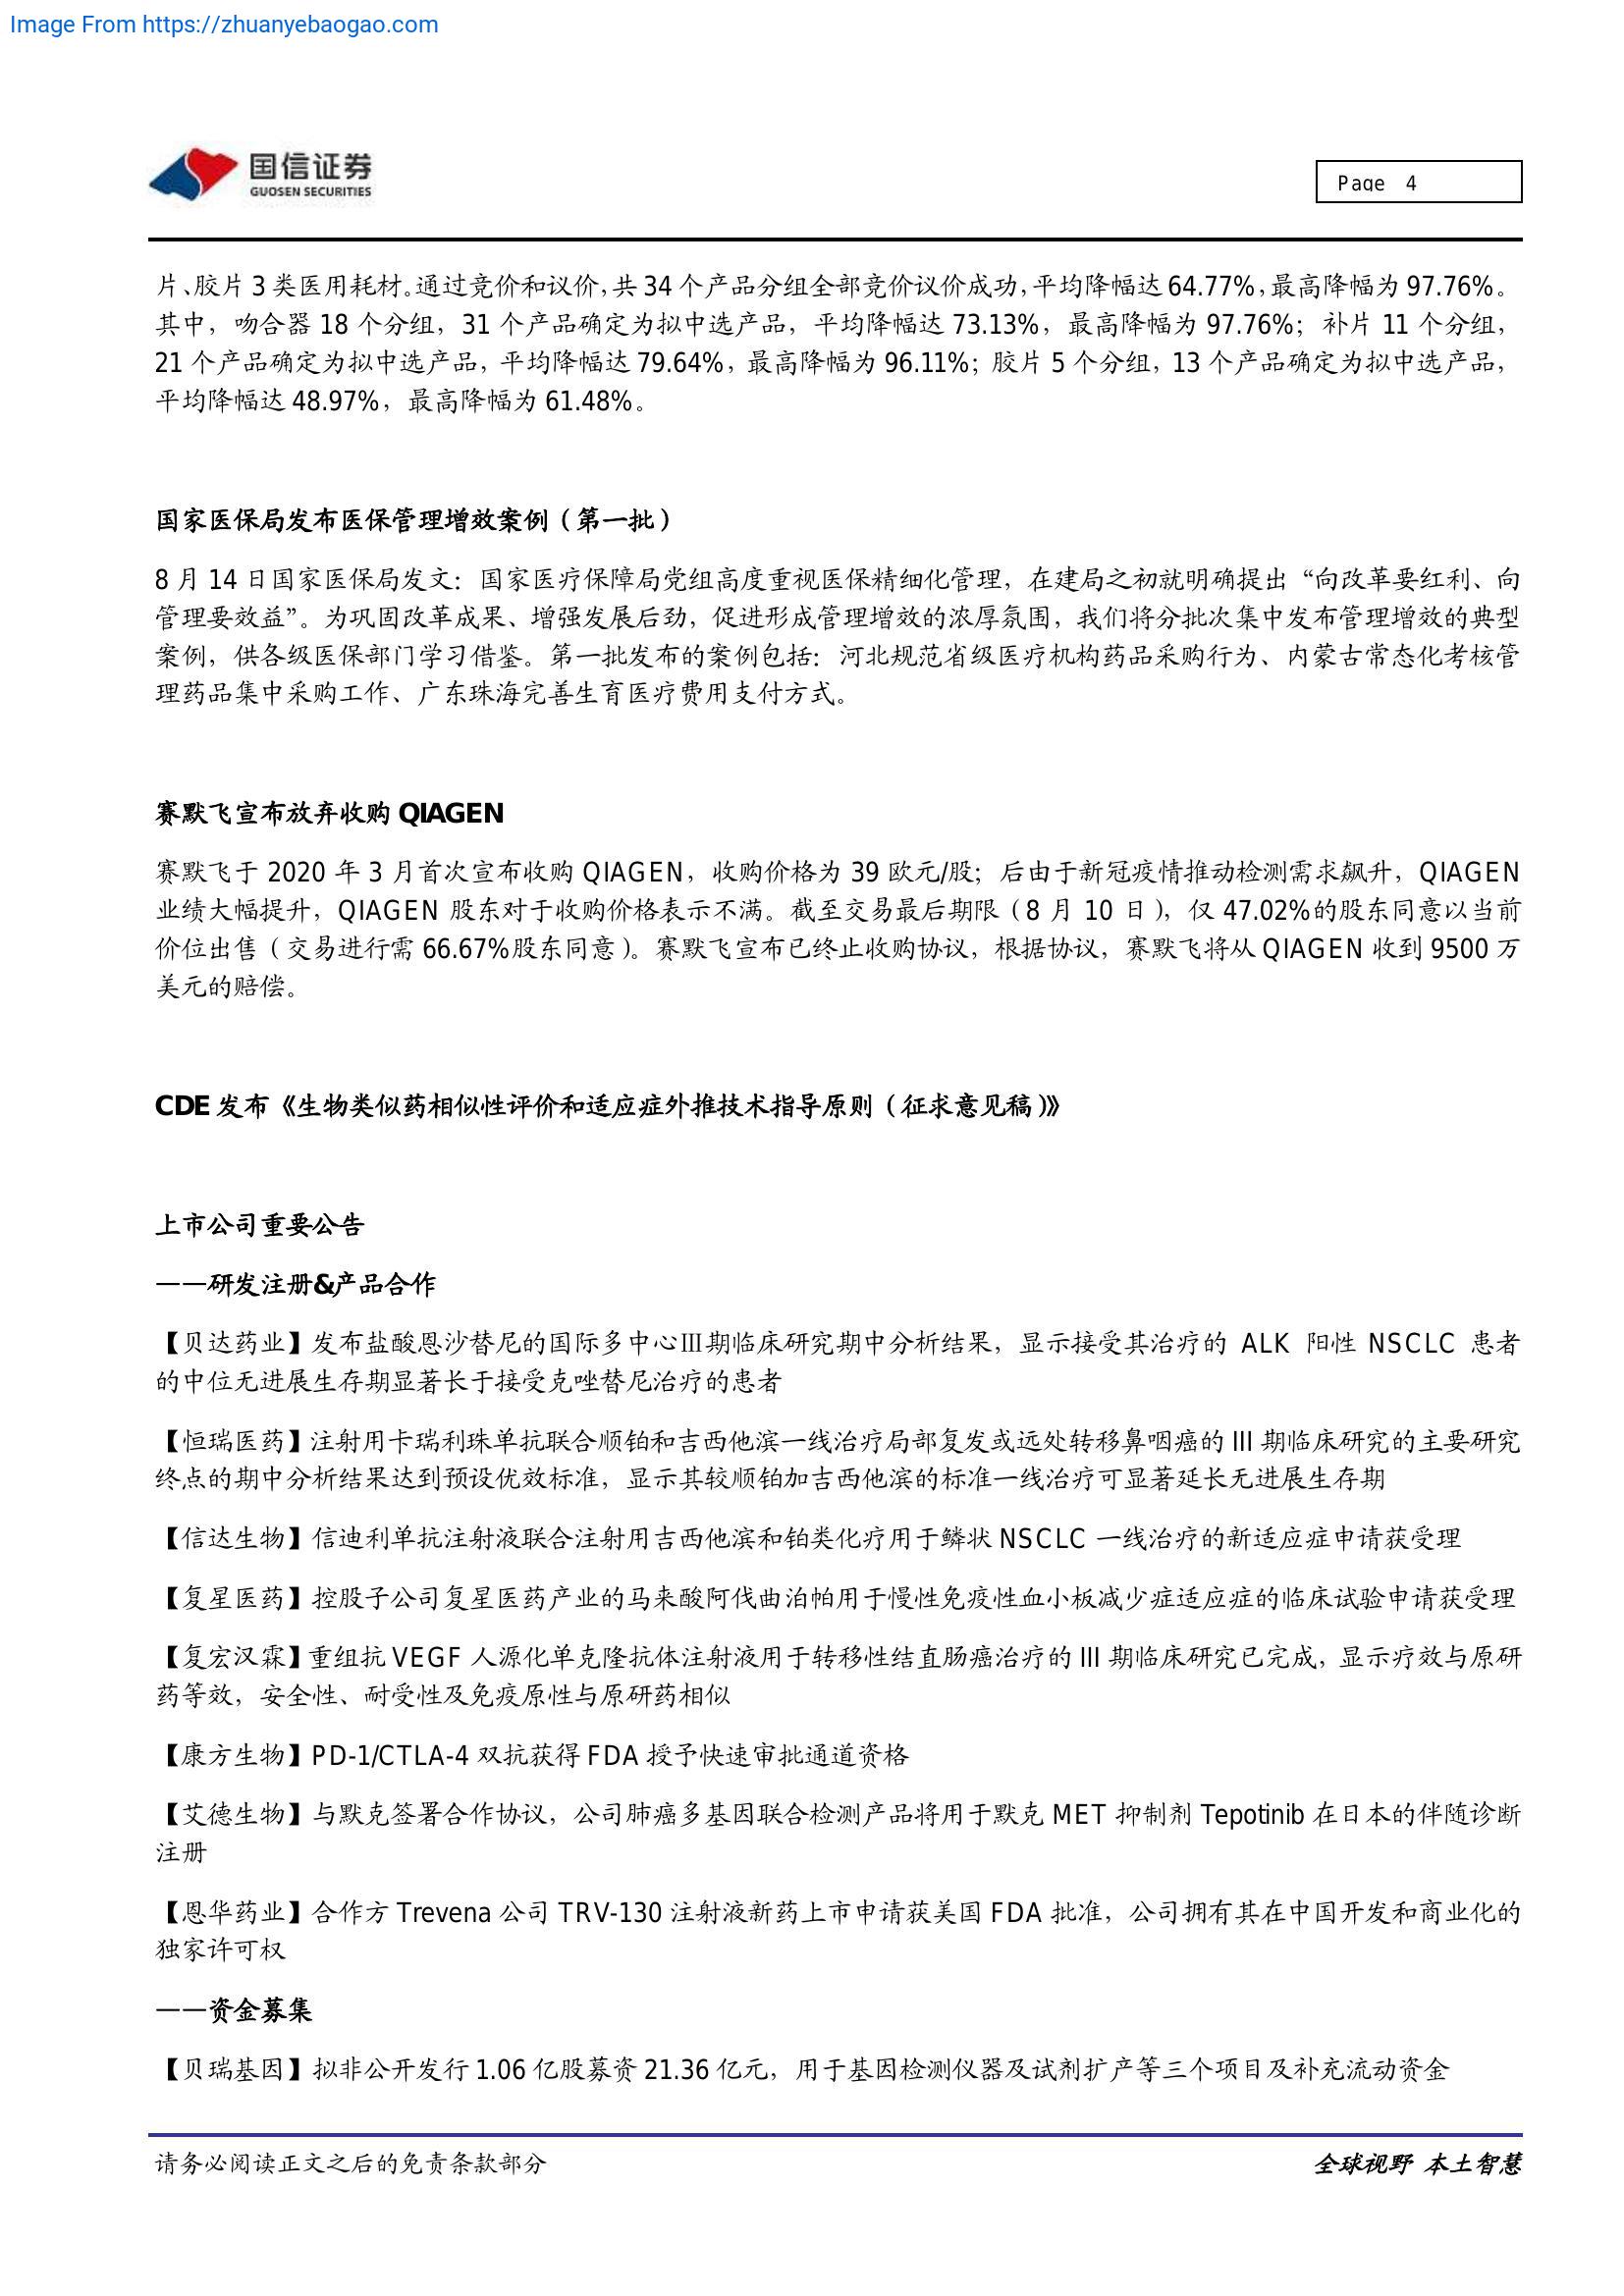 Image From https://zhuanyebaogao.com
国信证券
GUOSEN SECURITIES
Page 4
片、胶片 3 类医用耗材。通过竞价和议价，共 34 个产品分组全部竞价议价成功，平均降幅达 64.77%，最高降幅为 97.76%。
其中，吻合器 18 个分组，31 个产品确定为拟中选产品，平均降幅达 73.13%，最高降幅为 97.76%；补片 11 个分组，
21 个产品确定为拟中选产品，平均降幅达 79.64%，最高降幅为 96.11%；胶片 5 个分组，13 个产品确定为拟中选产品，
平均降幅达 48.97%，最高降幅为 61.48%。
国家医保局发布医保管理增效案例（第一批）
8 月 14 日国家医保局发文：国家医疗保障局党组高度重视医保精细化管理，在建局之初就明确提出“向改革要红利、向
管理要效益”。为巩固改革成果、增强发展后劲，促进形成管理增效的浓厚氛围，我们将分批次集中发布管理增效的典型
案例，供各级医保部门学习借鉴。第一批发布的案例包括：河北规范省级医疗机构药品采购行为、内蒙古常态化考核管
理药品集中采购工作、广东珠海完善生育医疗费用支付方式。
赛默飞宣布放弃收购 QIAGEN
赛默飞于 2020 年 3 月首次宣布收购 QIAGEN，收购价格为 39 欧元/股；后由于新冠疫情推动检测需求飙升，QIAGEN
业绩大幅提升，QIAGEN 股东对于收购价格表示不满。截至交易最后期限（8 月 10 日），仅 47.02%的股东同意以当前
价位出售（交易进行需 66.67%股东同意）。赛默飞宣布已终止收购协议，根据协议，赛默飞将从 QIAGEN 收到 9500 万
美元的赔偿。
CDE 发布《生物类似药相似性评价和适应症外推技术指导原则（征求意见稿）》
上市公司重要公告
——研发注册&产品合作
【贝达药业】发布盐酸恩沙替尼的国际多中心Ⅲ期临床研究期中分析结果，显示接受其治疗的 ALK 阳性 NSCLC 患者
的中位无进展生存期显著长于接受克唑替尼治疗的患者
【恒瑞医药】注射用卡瑞利珠单抗联合顺铂和吉西他滨一线治疗局部复发或远处转移鼻咽癌的 III 期临床研究的主要研究
终点的期中分析结果达到预设优效标准，显示其较顺铂加吉西他滨的标准一线治疗可显著延长无进展生存期
【信达生物】信迪利单抗注射液联合注射用吉西他滨和铂类化疗用于鳞状 NSCLC 一线治疗的新适应症申请获受理
【复星医药】控股子公司复星医药产业的马来酸阿伐曲泊帕用于慢性免疫性血小板减少症适应症的临床试验申请获受理
【复宏汉霖】重组抗 VEGF 人源化单克隆抗体注射液用于转移性结直肠癌治疗的 III 期临床研究已完成，显示疗效与原研
药等效，安全性、耐受性及免疫原性与原研药相似
【康方生物】PD-1/CTLA-4 双抗获得 FDA 授予快速审批通道资格
【艾德生物】与默克签署合作协议，公司肺癌多基因联合检测产品将用于默克 MET 抑制剂 Tepotinib 在日本的伴随诊断
注册
【恩华药业】合作方 Trevena 公司 TRV-130 注射液新药上市申请获美国 FDA 批准，公司拥有其在中国开发和商业化的
独家许可权
——资金募集
【贝瑞基因】拟非公开发行 1.06 亿股募资 21.36 亿元，用于基因检测仪器及试剂扩产等三个项目及补充流动资金
请务必阅读正文之后的免责条款部分
全球视野 本土智慧